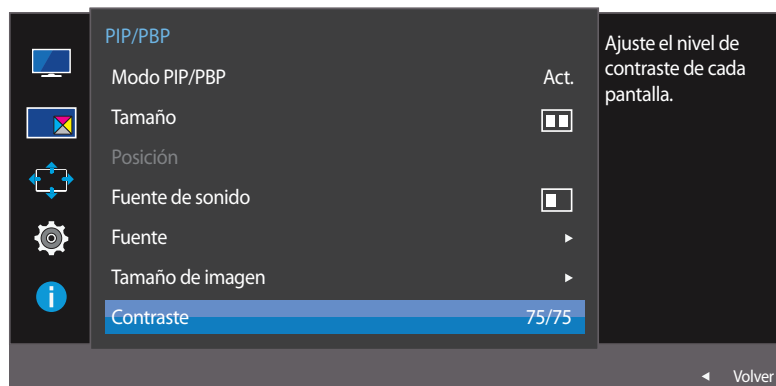 PIP/PBP
Modo PIP/PBP Act.
Tamaño
Posición
Fuente de sonido
Fuente
Tamaño de imagen
Contraste 75/75
Ajuste el nivel de
contraste de cada
pantalla.
Volver